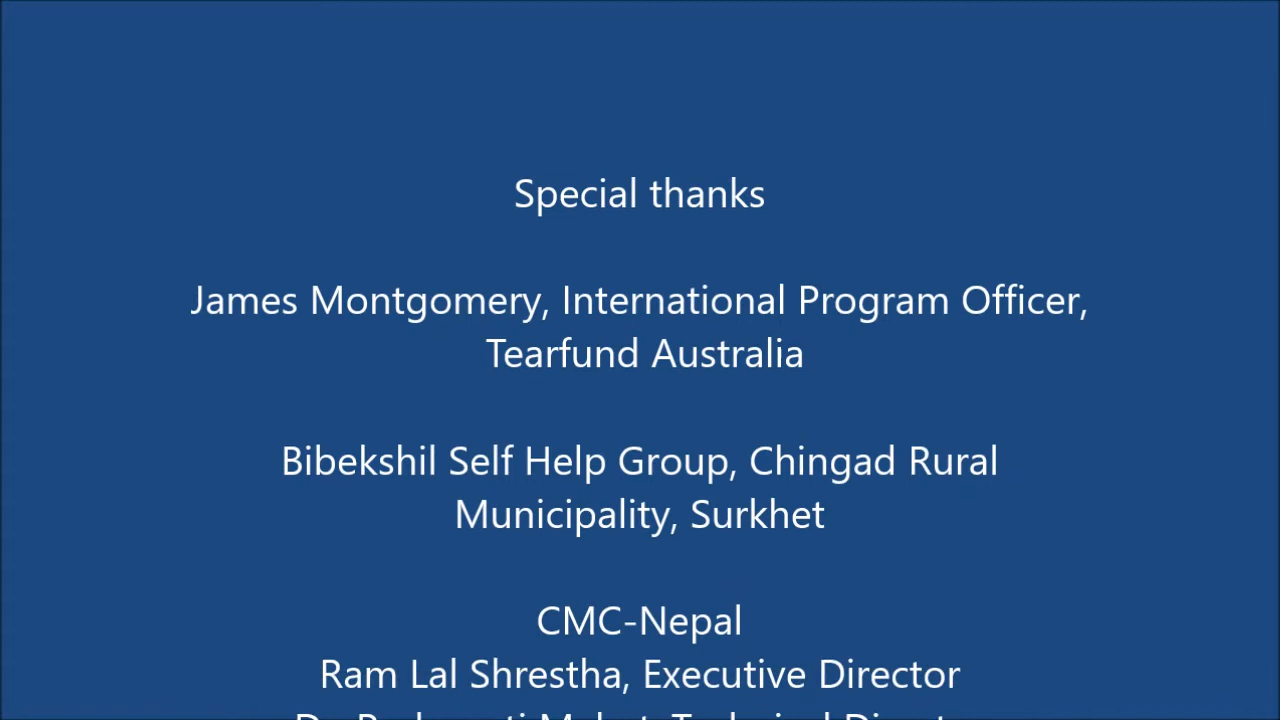 Special thanks
James Montgomery, International Program Officer,
Tearfund Australia
Bibekshil Self Help Group, Chingad Rural
Municipality, Surkhet
CMC-Nepal
Ram Lal Shrestha, Executive Director